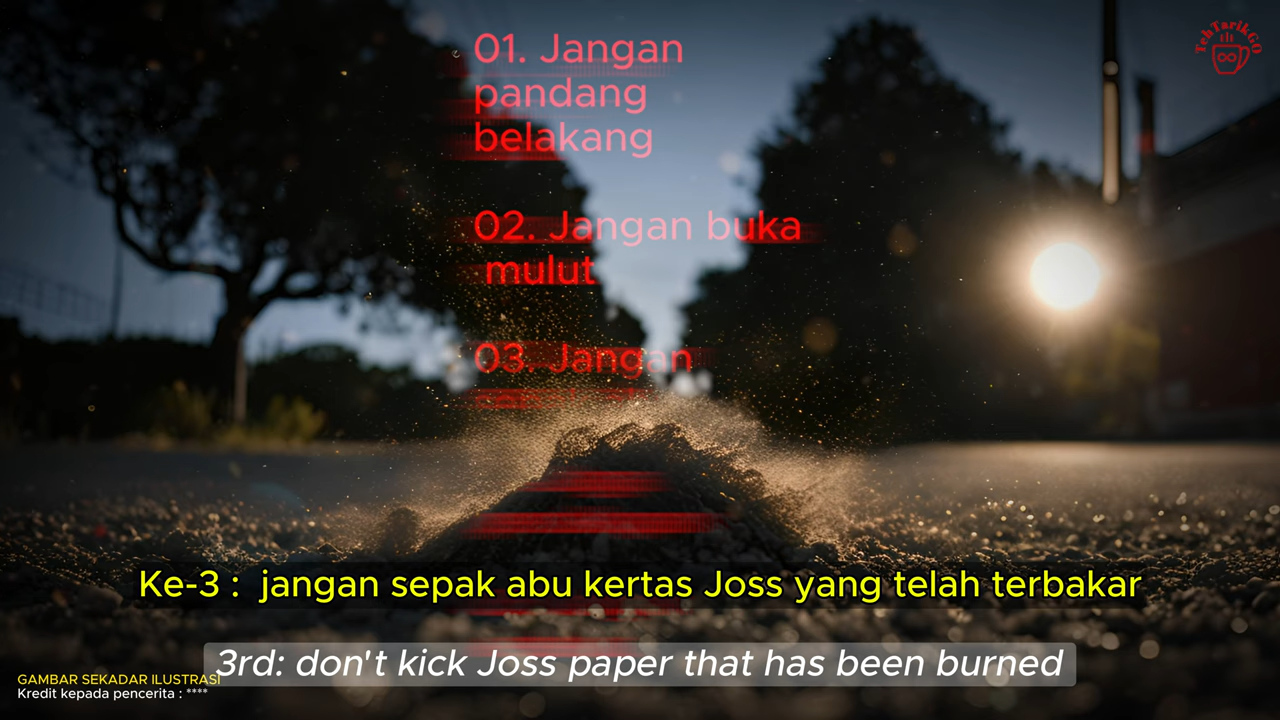 01. Jangan
pandang
belakang
02. Jangan buka
mulut
03. Jangan
TehTarikGO
Ke-3 : jangan sepak abu kertas Joss yang telah terbakar
3rd: don't kick Joss paper that has been burned
GAMBAR SEKADAR ILUSTRASI
Kredit kepada pencerita : ****